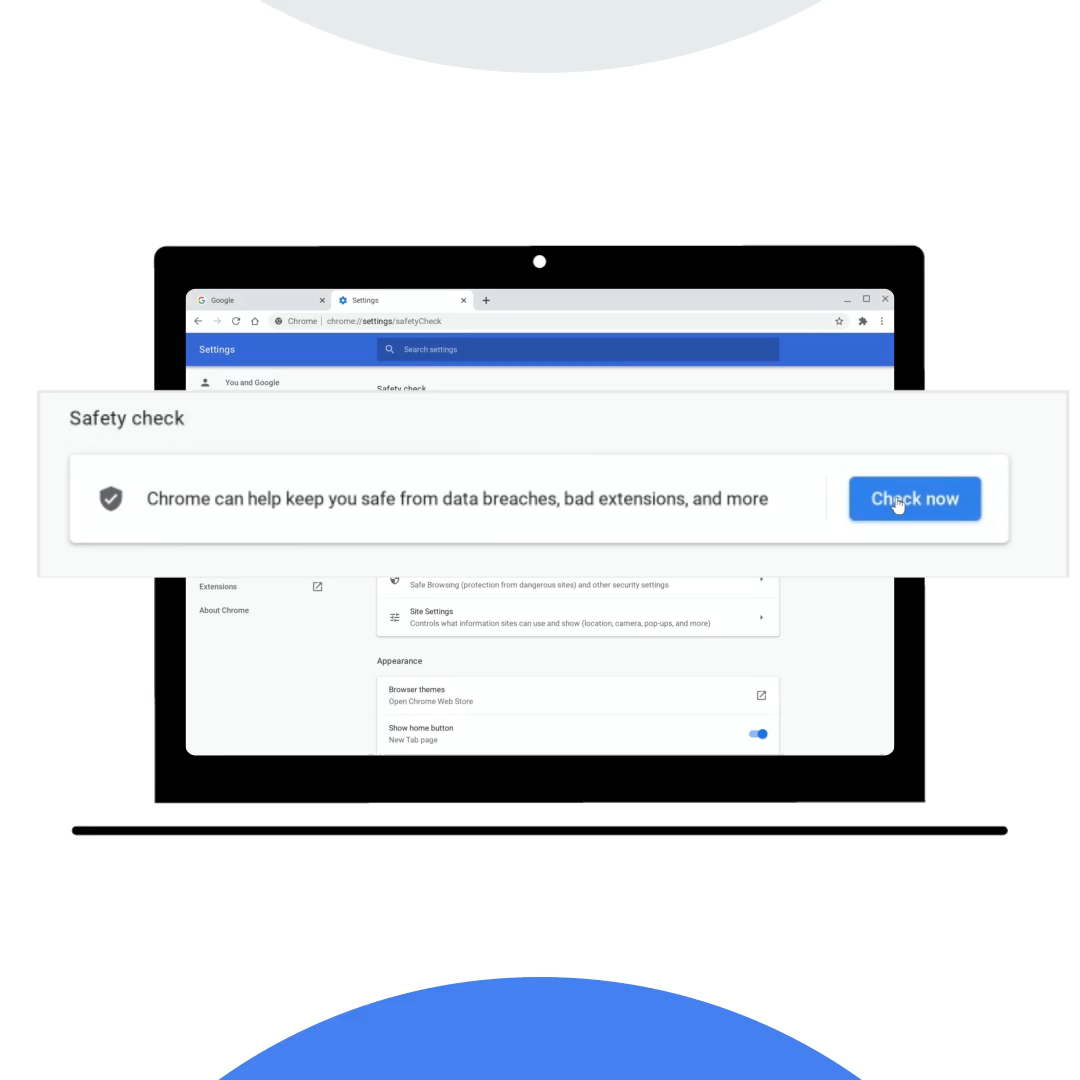 Google
Settings
Chrome | chrome://settings/safetyCheck
Settings
Search settings
You and Google
Safety check
Safety check
Chrome can help keep you safe from data breaches, bad extensions, and more
Check now
Extensions
About Chrome
Safe Browsing (protection from dangerous sites) and other security settings
Site Settings
Controls what information sites can use and show (location, camera, pop-ups, and more)
Appearance
Browser themes
Open Chrome Web Store
Show home button
New Tab page